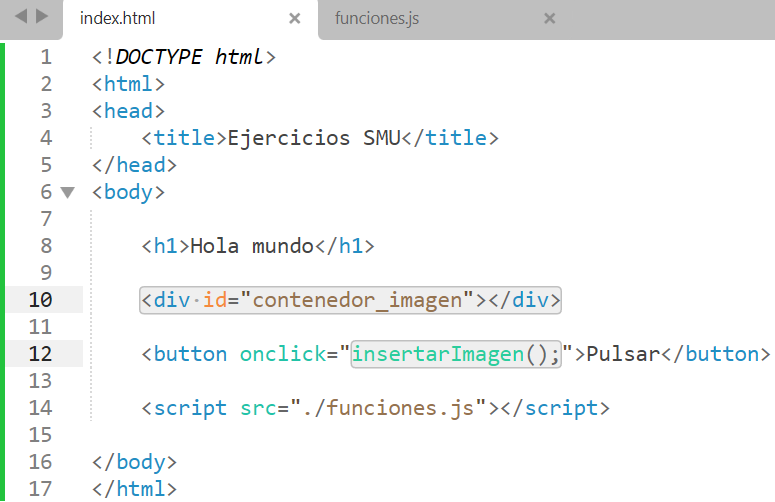 index.html × funciones.js ×
1 <!DOCTYPE html>
2 <html>
3 <head>
4 <title>Ejercicios SMU</title>
5 </head>
6 <body>
7
8 <h1>Hola mundo</h1>
9
10 <div id="contenedor_imagen"></div>
11
12 <button onclick="insertarImagen();">Pulsar</button>
13
14 <script src="./funciones.js"></script>
15
16 </body>
17 </html>